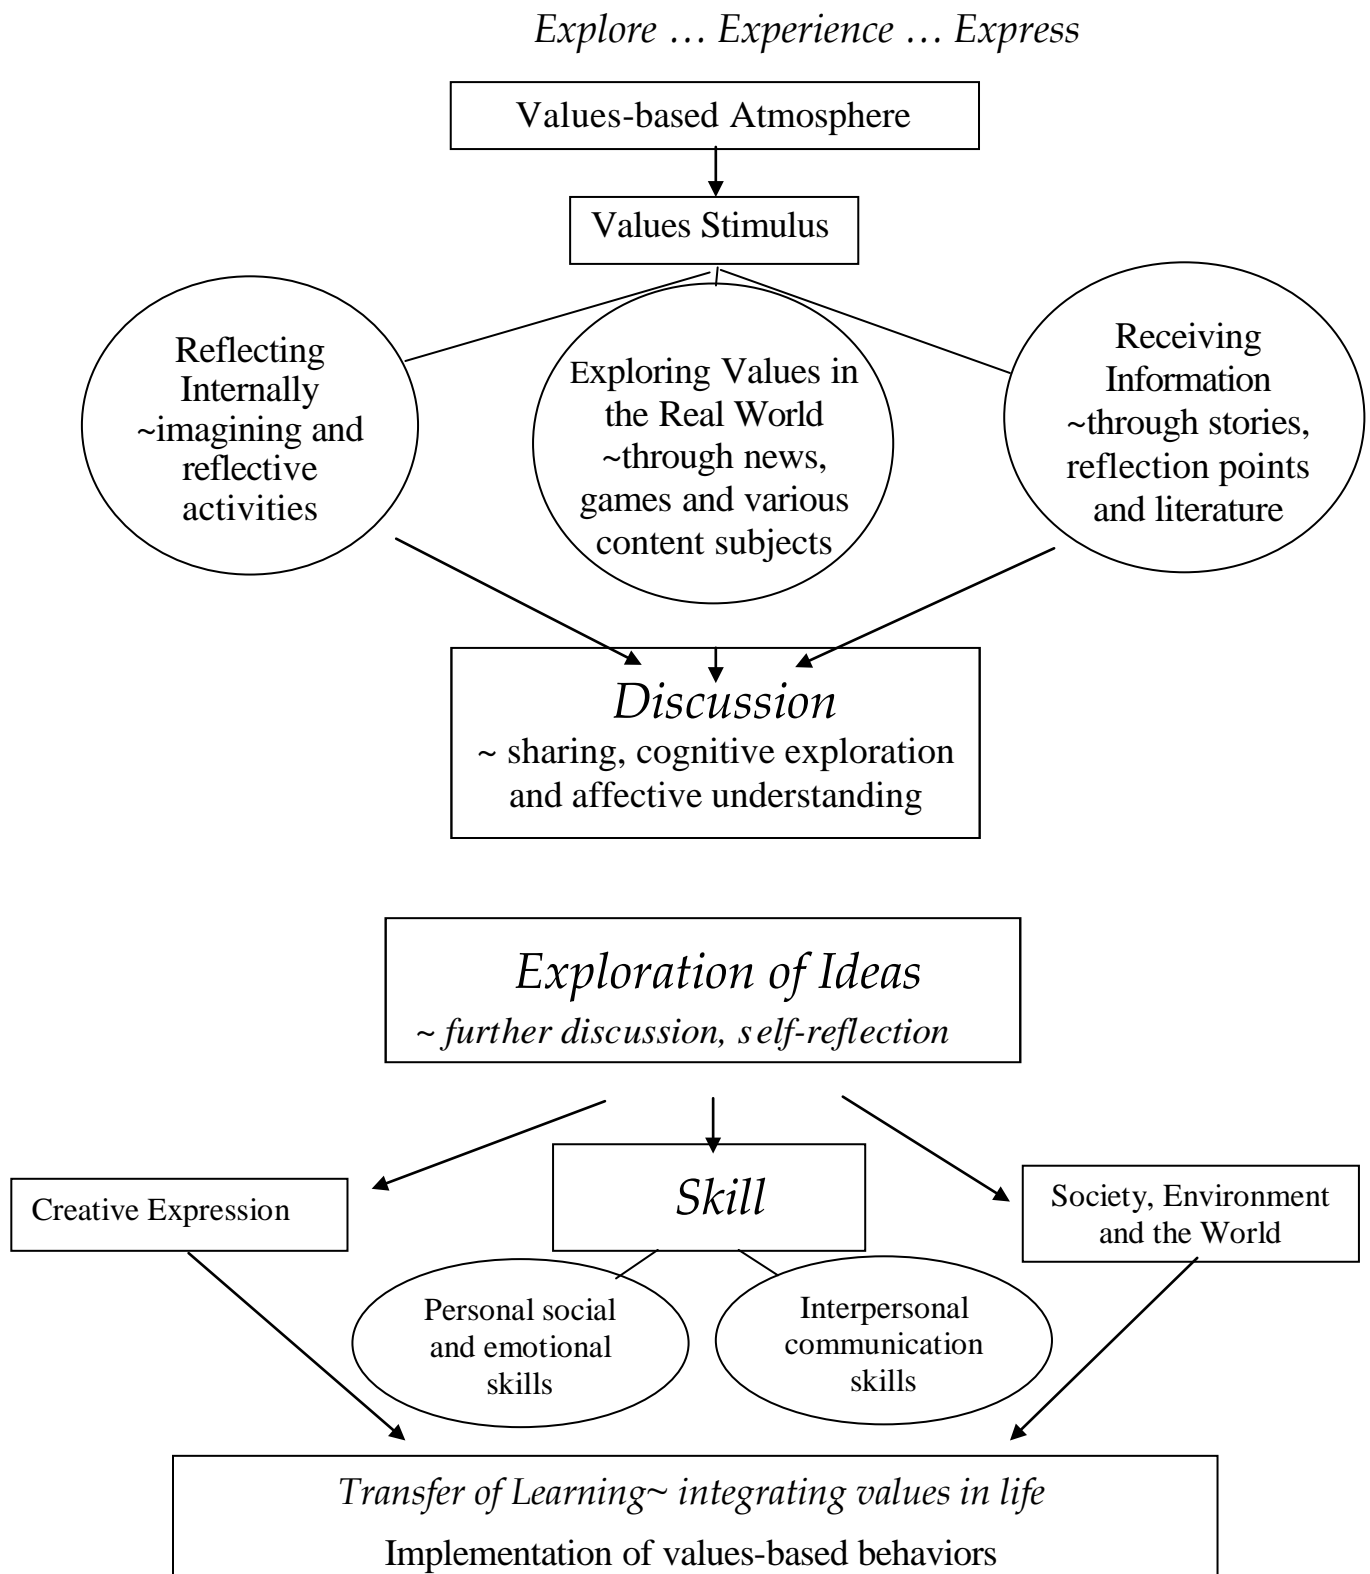 Explore … Experience … Express
Values-based Atmosphere
Values Stimulus
Reflecting
Internally
~imagining and
reflective
activities
Exploring Values in
the Real World
~through news,
games and various
content subjects
Receiving
Information
~through stories,
reflection points
and literature
Discussion
~ sharing, cognitive exploration
and affective understanding
Exploration of Ideas
~ further discussion, self-reflection
Creative Expression
Skill
Society, Environment
and the World
Personal social
and emotional
skills
Interpersonal
communication
skills
Transfer of Learning~ integrating values in life
Implementation of values-based behaviors